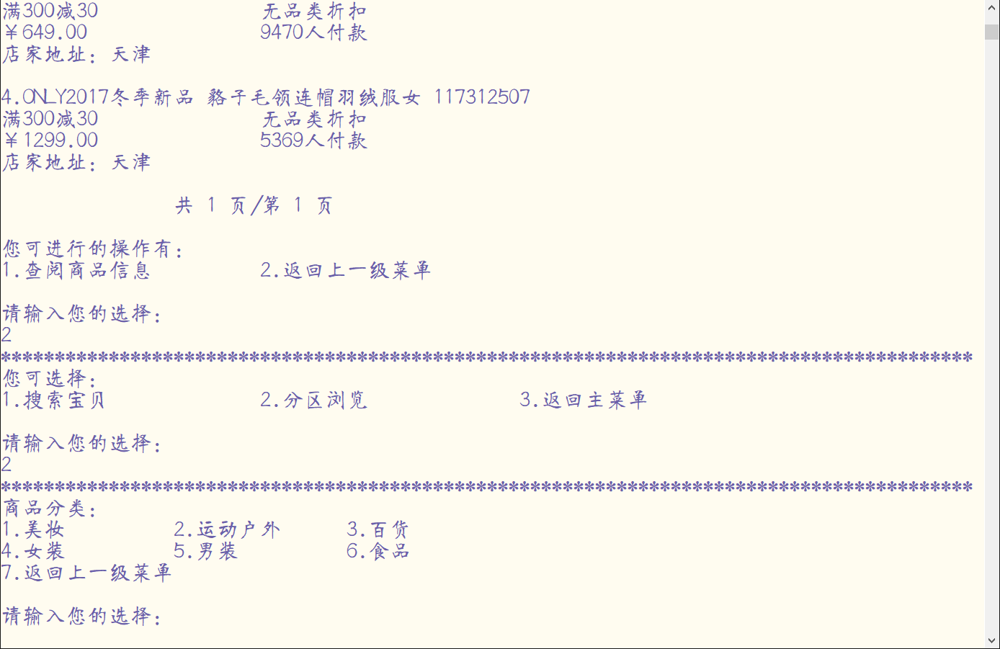 满300减30 无品类折扣
￥649.00 9470人付款
店家地址：天津
4.ONLY2017冬季新品 貉子毛领连帽羽绒服女 117312507
满300减30 无品类折扣
￥1299.00 5369人付款
店家地址：天津
共 1 页/第 1 页
您可进行的操作有：
1.查阅商品信息 2.返回上一级菜单
请输入您的选择：
2
******************************************************************************************
您可选择：
1.搜索宝贝 2.分区浏览 3.返回主菜单
请输入您的选择：
2
******************************************************************************************
商品分类：
1.美妆 2.运动户外 3.百货
4.女装 5.男装 6.食品
7.返回上一级菜单
请输入您的选择：